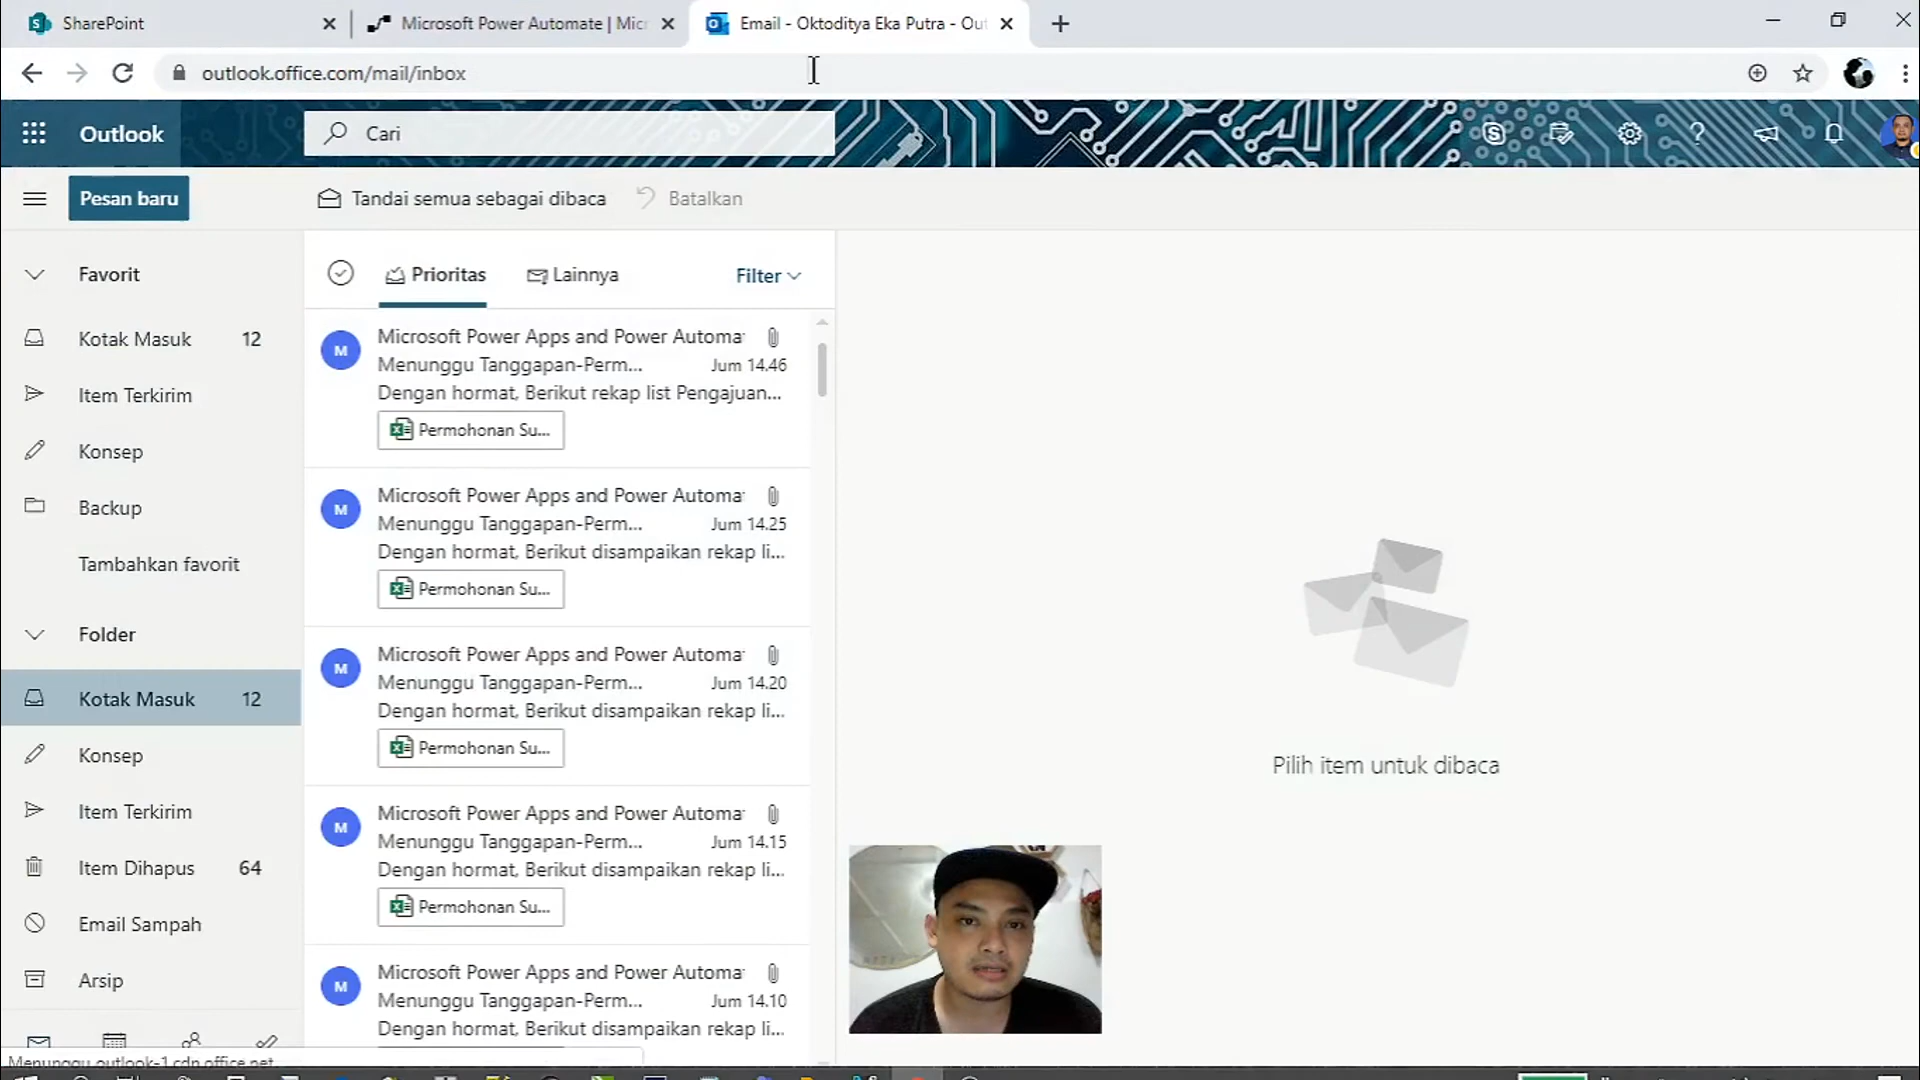 SharePoint
Microsoft Power Automate | Mic
Email - Oktoditya Eka Putra - Out
outlook.office.com/mail/inbox
Outlook
Cari
Pesan baru
Tandai semua sebagai dibaca
Batalkan
Favorit
Kotak Masuk 12
Item Terkirim
Konsep
Backup
Tambahkan favorit
Folder
Kotak Masuk 12
Konsep
Item Terkirim
Item Dihapus 64
Email Sampah
Arsip
Menunggu outlook-1.cdn.office.net...
Prioritas
Lainnya
Filter
M
Microsoft Power Apps and Power Automa
Menunggu Tanggapan-Perm... Jum 14.46
Dengan hormat, Berikut rekap list Pengajuan...
Permohonan Su...
M
Microsoft Power Apps and Power Automa
Menunggu Tanggapan-Perm... Jum 14.25
Dengan hormat, Berikut disampaikan rekap li...
Permohonan Su...
M
Microsoft Power Apps and Power Automa
Menunggu Tanggapan-Perm... Jum 14.20
Dengan hormat, Berikut disampaikan rekap li...
Permohonan Su...
M
Microsoft Power Apps and Power Automa
Menunggu Tanggapan-Perm... Jum 14.15
Dengan hormat, Berikut disampaikan rekap li...
Permohonan Su...
M
Microsoft Power Apps and Power Automa
Menunggu Tanggapan-Perm... Jum 14.10
Dengan hormat, Berikut disampaikan rekap li...
Pilih item untuk dibaca